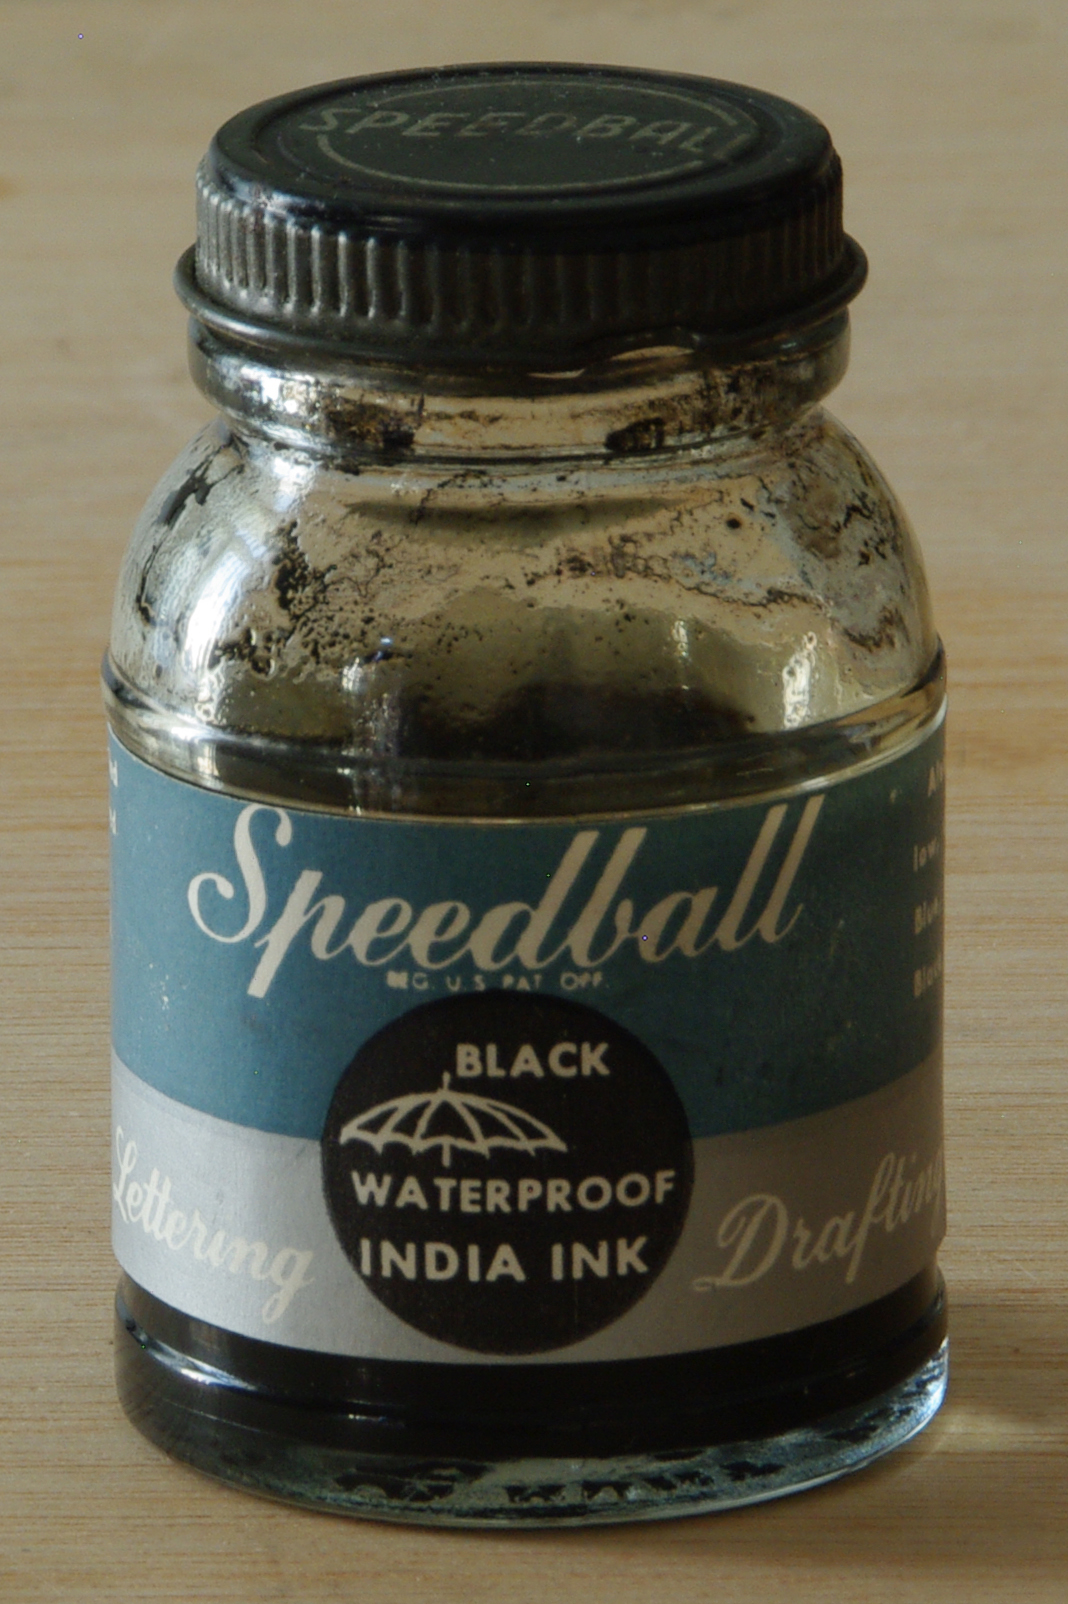 SPEEDBALL
Speedball
REG. U.S. PAT. OFF.
BLACK
WATERPROOF
INDIA INK
Lettering
Drafting